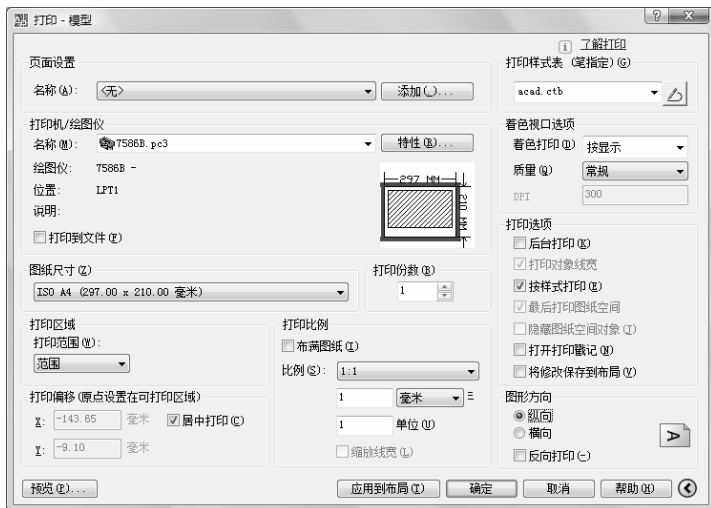 打印 - 模型
了解打印
页面设置
名称(A): <无> 添加(.)...
打印样式表 (笔指定)(G)
acad.ctb
打印机/绘图仪
名称(M): 7586B.pc3 特性(R)...
绘图仪: 7586B -
位置: LPT1
说明:
打印到文件(F)
297 MM
210 MM
着色视口选项
着色打印(D) 按显示
质量(Q) 常规
DPI 300
图纸尺寸(Z)
ISO A4 (297.00 x 210.00 毫米)
打印份数(B)
1
打印选项
后台打印(K)
打印对象线宽
按样式打印(E)
最后打印图纸空间
隐藏图纸空间对象(J)
打开打印戳记(N)
将修改保存到布局(V)
打印区域
打印范围(W):
范围
打印比例
布满图纸(I)
比例(S): 1:1
1 毫米
1 单位(U)
缩放线宽(L)
打印偏移(原点设置在可打印区域)
X: -143.65 毫米 居中打印(C)
Y: -9.10 毫米
图形方向
纵向
横向
反向打印(-)
A
预览(P)... 应用到布局(T) 确定 取消 帮助(H)